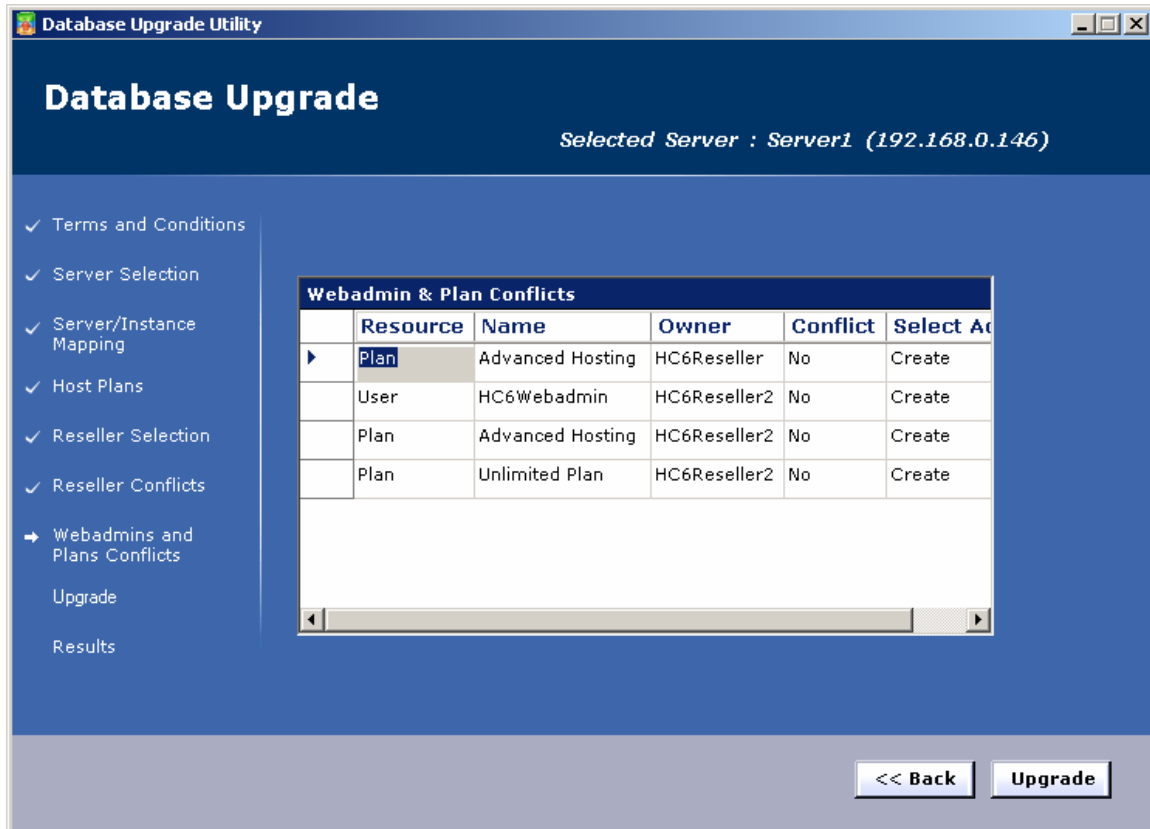 Database Upgrade Utility
Database Upgrade
Selected Server : Server1 (192.168.0.146)
Terms and Conditions
Server Selection
Server/Instance
Mapping
Host Plans
Reseller Selection
Reseller Conflicts
Webadmins and
Plans Conflicts
Upgrade
Results
Webadmin & Plan Conflicts
Resource Name Owner Conflict Select Ac
Plan Advanced Hosting HC6Reseller No Create
User HC6Webadmin HC6Reseller2 No Create
Plan Advanced Hosting HC6Reseller2 No Create
Plan Unlimited Plan HC6Reseller2 No Create
<< Back Upgrade